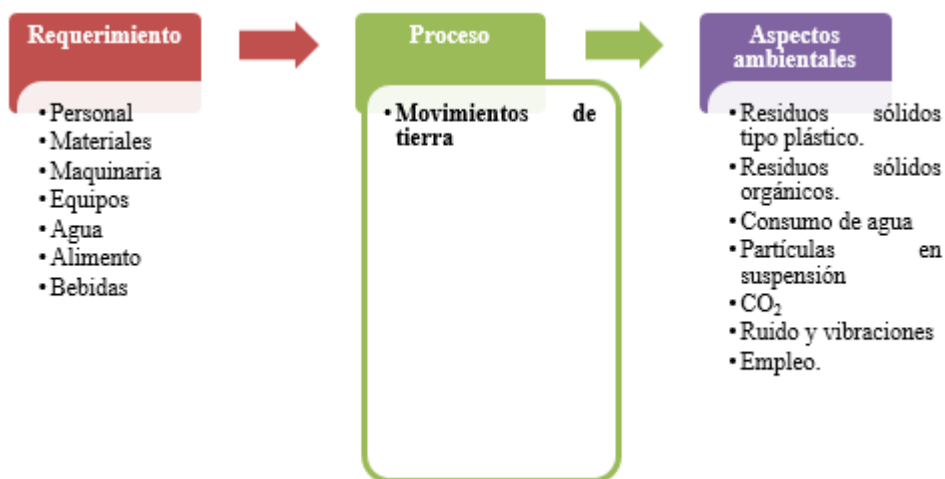 Requerimiento
• Personal
• Materiales
• Maquinaria
• Equipos
• Agua
• Alimento
• Bebidas
Proceso
• Movimientos de
tierra
Aspectos
ambientales
• Residuos sólidos
tipo plástico.
• Residuos sólidos
orgánicos.
• Consumo de agua
• Partículas en
suspensión
• CO₂
• Ruido y vibraciones
• Empleo.